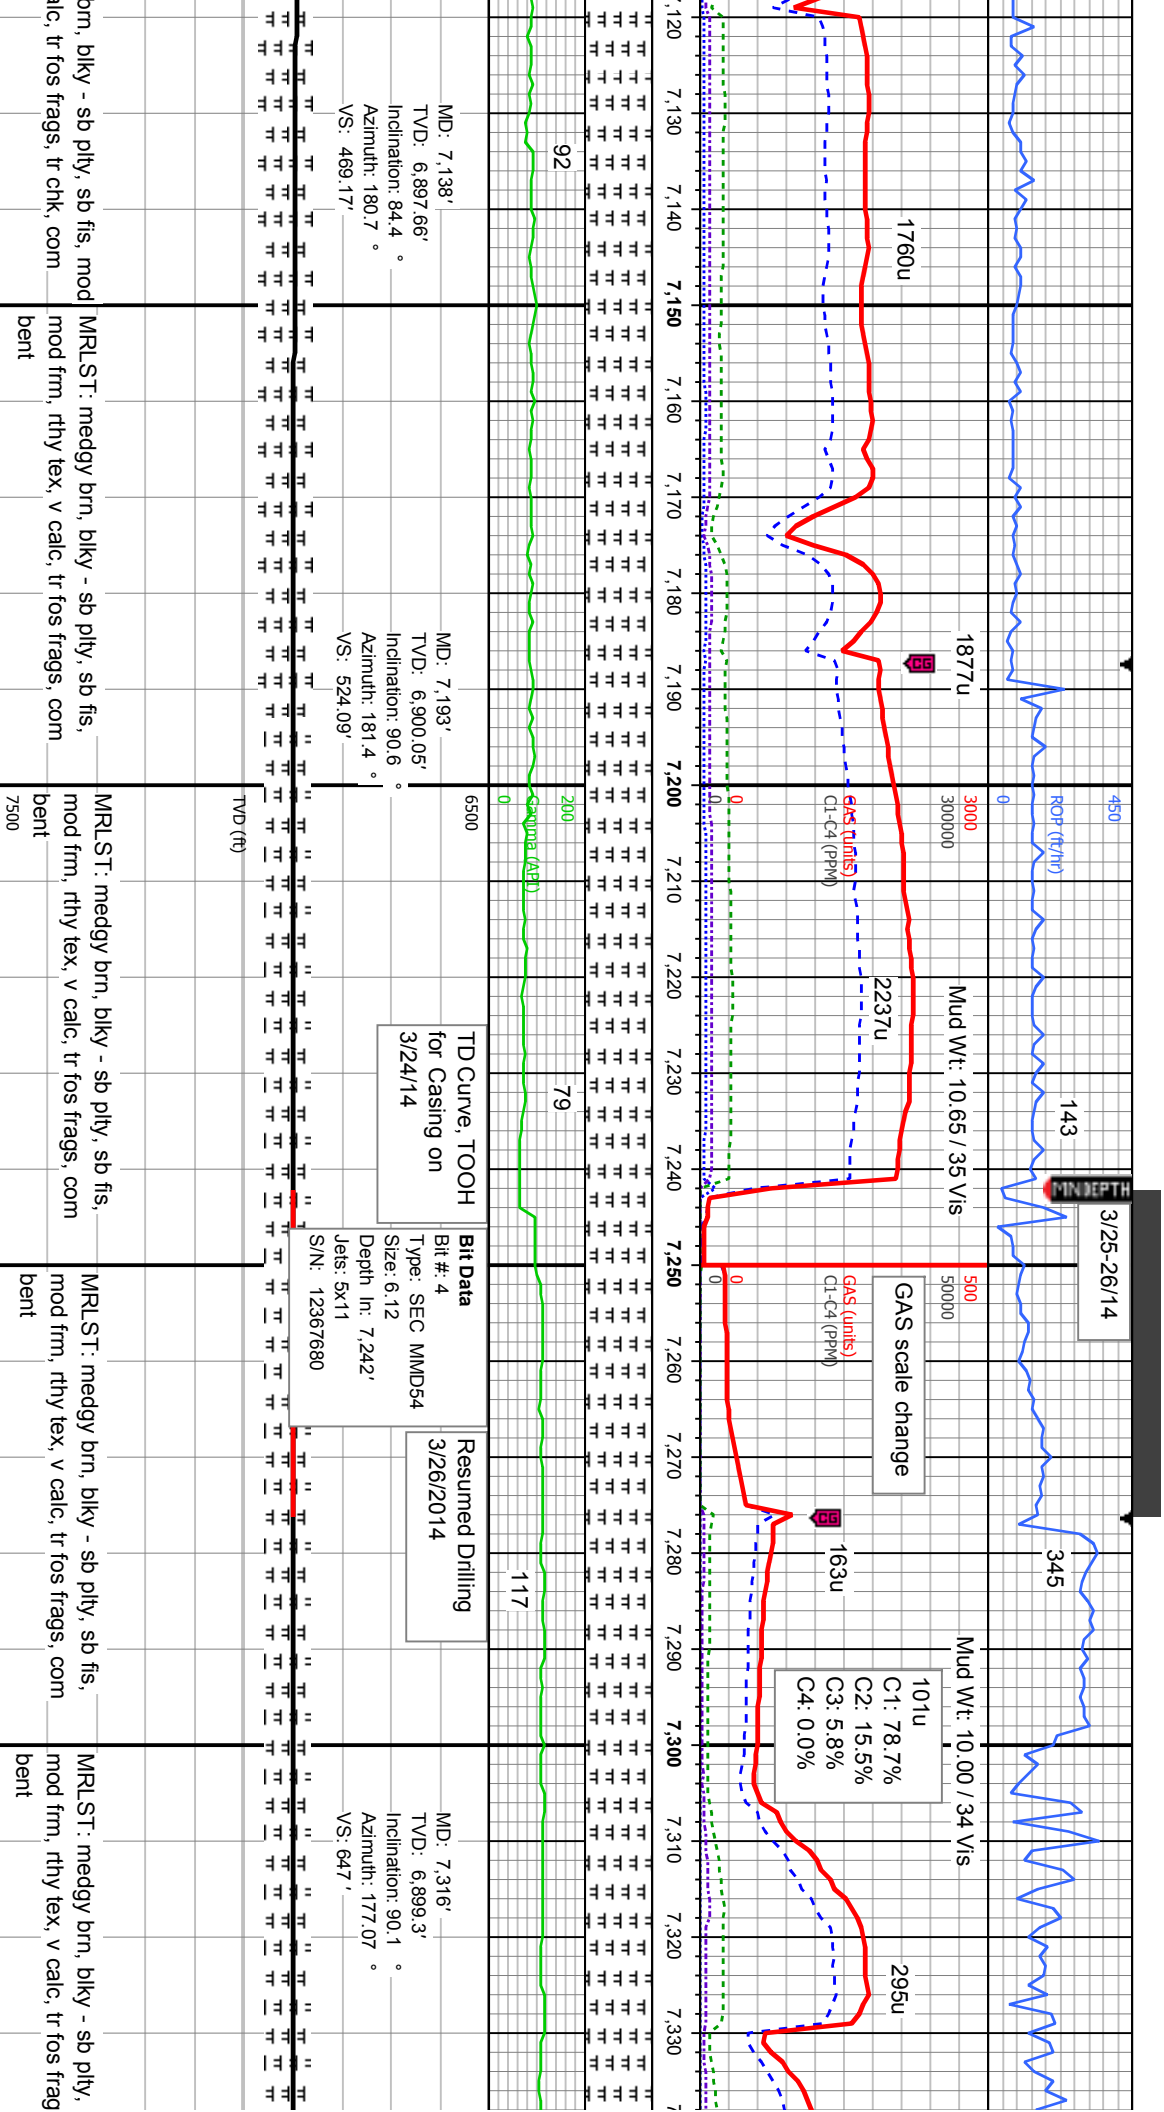 450
ROP (ft/hr)
0
143
MINDEPTH
3/25-26/14
345
3000
300000
GAS (units)
C1-C4 (PPM)
0
0
1760u
CG
1877u
2237u
Mud Wt: 10.65 / 35 Vis
500
50000
GAS (units)
C1-C4 (PPM)
0
0
GAS scale change
CG
163u
Mud Wt: 10.00 / 34 Vis
101u
C1: 78.7%
C2: 15.5%
C3: 5.8%
C4: 0.0%
295u
7,120
7,130
7,140
7,150
7,160
7,170
7,180
7,190
7,200
7,210
7,220
7,230
7,240
7,250
7,260
7,270
7,280
7,290
7,300
7,310
7,320
7,330
200
Gamma (API)
0
92
79
117
6500
TVD (ft)
7500
MD: 7,138'
TVD: 6,897.66'
Inclination: 84.4 °
Azimuth: 180.7 °
VS: 469.17'
MD: 7,193'
TVD: 6,900.05'
Inclination: 90.6 °
Azimuth: 181.4 °
VS: 524.09'
TD Curve, TOOH
for Casing on
3/24/14
Bit Data
Bit #: 4
Type: SEC MMD54
Size: 6.12
Depth In: 7,242'
Jets: 5x11
S/N: 12367680
Resumed Drilling
3/26/2014
MD: 7,316'
TVD: 6,899.3'
Inclination: 90.1 °
Azimuth: 177.07 °
VS: 647 '
brn, blky - sb plty, sb fis, mod
alc, tr fos frags, tr chk, com
MRLST: medgy brn, blky - sb plty, sb fis,
mod frm, rthy tex, v calc, tr fos frags, com
bent
MRLST: medgy brn, blky - sb plty, sb fis,
mod frm, rthy tex, v calc, tr fos frags, com
bent
MRLST: medgy brn, blky - sb plty, sb fis,
mod frm, rthy tex, v calc, tr fos frags, com
bent
MRLST: medgy brn, blky - sb plty,
mod frm, rthy tex, v calc, tr fos frag
bent